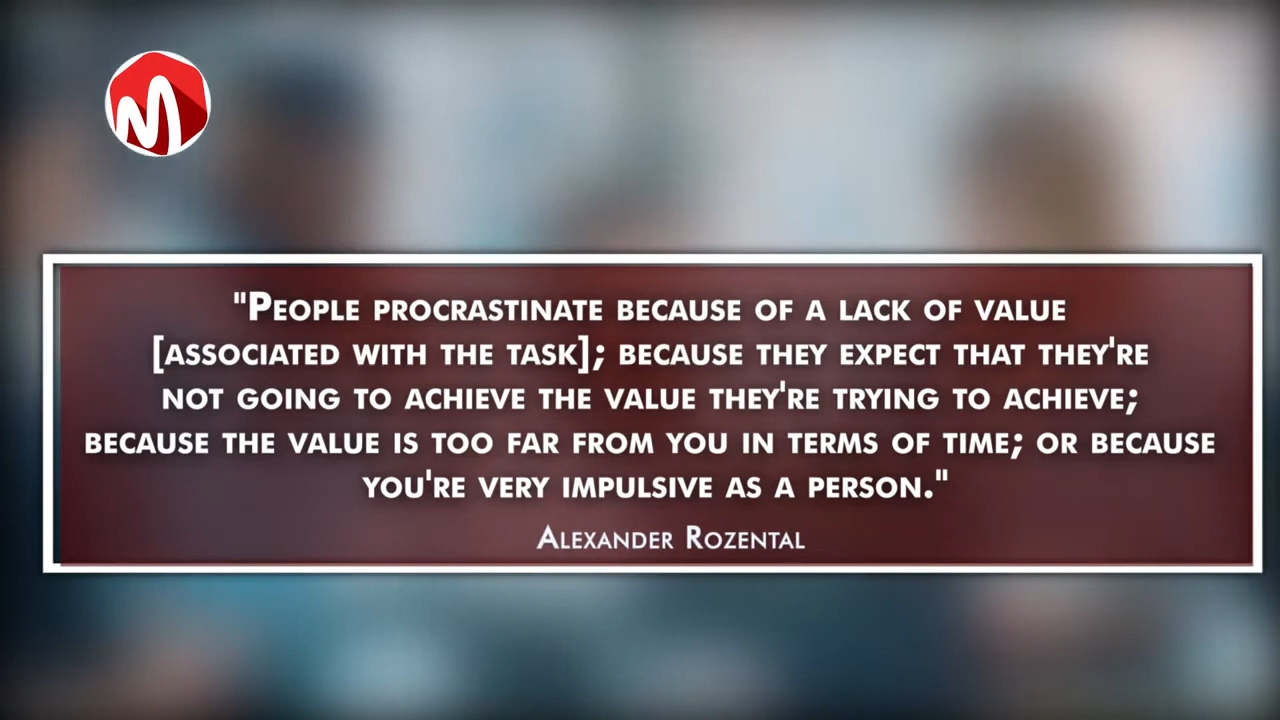 "People procrastinate because of a lack of value
[associated with the task]; because they expect that they're
not going to achieve the value they're trying to achieve;
because the value is too far from you in terms of time; or because
you're very impulsive as a person."
Alexander Rozental